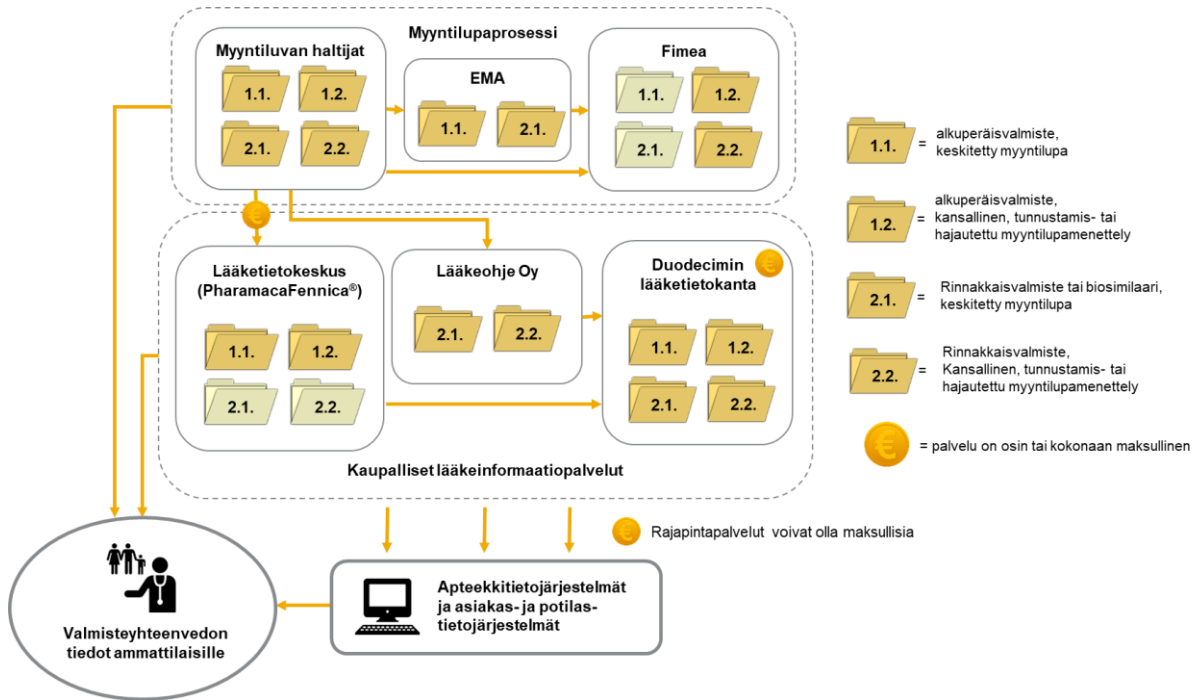 Myyntilupaprosessi
Myyntiluvan haltijat
1.1.
1.2.
2.1.
2.2.
EMA
1.1.
2.1.
Fimea
1.1.
1.2.
2.1.
2.2.
€
Lääketietokeskus
(PharamacaFennica®)
1.1.
1.2.
2.1.
2.2.
Lääkeohje Oy
2.1.
2.2.
Duodecimin
lääketietokanta
€
1.1.
1.2.
2.1.
2.2.
Kaupalliset lääkeinformaatiopalvelut
€
Rajapintapalvelut voivat olla maksullisia
Apteekkitietojärjestelmät
ja asiakas- ja potilas-
tietojärjestelmät
Valmisteyhteenvedon
tiedot ammattilaisille
1.1.
=
alkuperäisvalmiste,
keskitetty myyntilupa
1.2.
=
alkuperäisvalmiste,
kansallinen, tunnustamis- tai
hajautettu myyntilupamenettely
2.1.
=
Rinnakkaisvalmiste tai biosimilaari,
keskitetty myyntilupa
2.2.
=
Rinnakkaisvalmiste,
Kansallinen, tunnustamis- tai
hajautettu myyntilupamenettely
€
= palvelu on osin tai kokonaan maksullinen